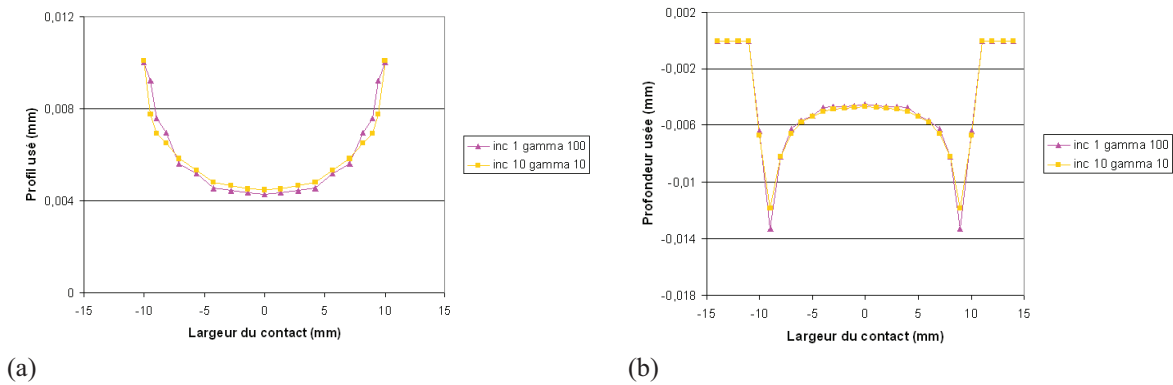 0,012
0,008
0,004
0
-15
-10
-5
0
5
10
15
Profil usé (mm)
Largeur du contact (mm)
inc 1 gamma 100
inc 10 gamma 10
(a)
0,002
-0,002
-0,006
-0,01
-0,014
-0,018
-15
-10
-5
0
5
10
15
Profondeur usée (mm)
Largeur du contact (mm)
inc 1 gamma 100
inc 10 gamma 10
(b)